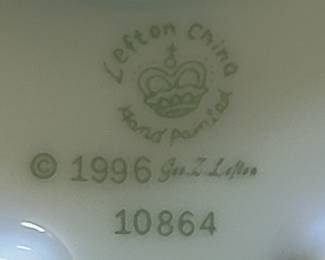 Lefton China
Hand Painted
© 1996 Geo. Z. Lefton
10864